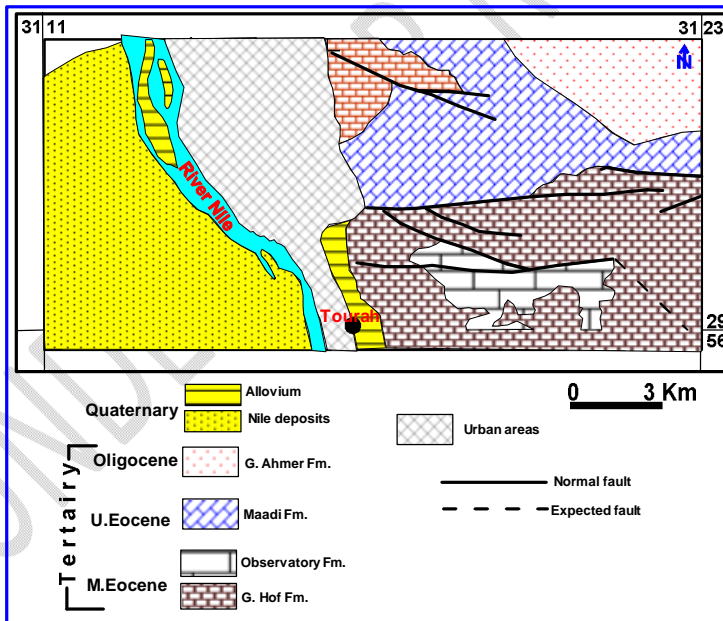 31 11
31 23
N
River Nile
Tourah
29
56
0 3 Km
Quaternary
Allovium
Nile deposits
Urban areas
Tertairy
Oligocene
G. Ahmer Fm.
Normal fault
U.Eocene
Maadi Fm.
Expected fault
M.Eocene
Observatory Fm.
G. Hof Fm.